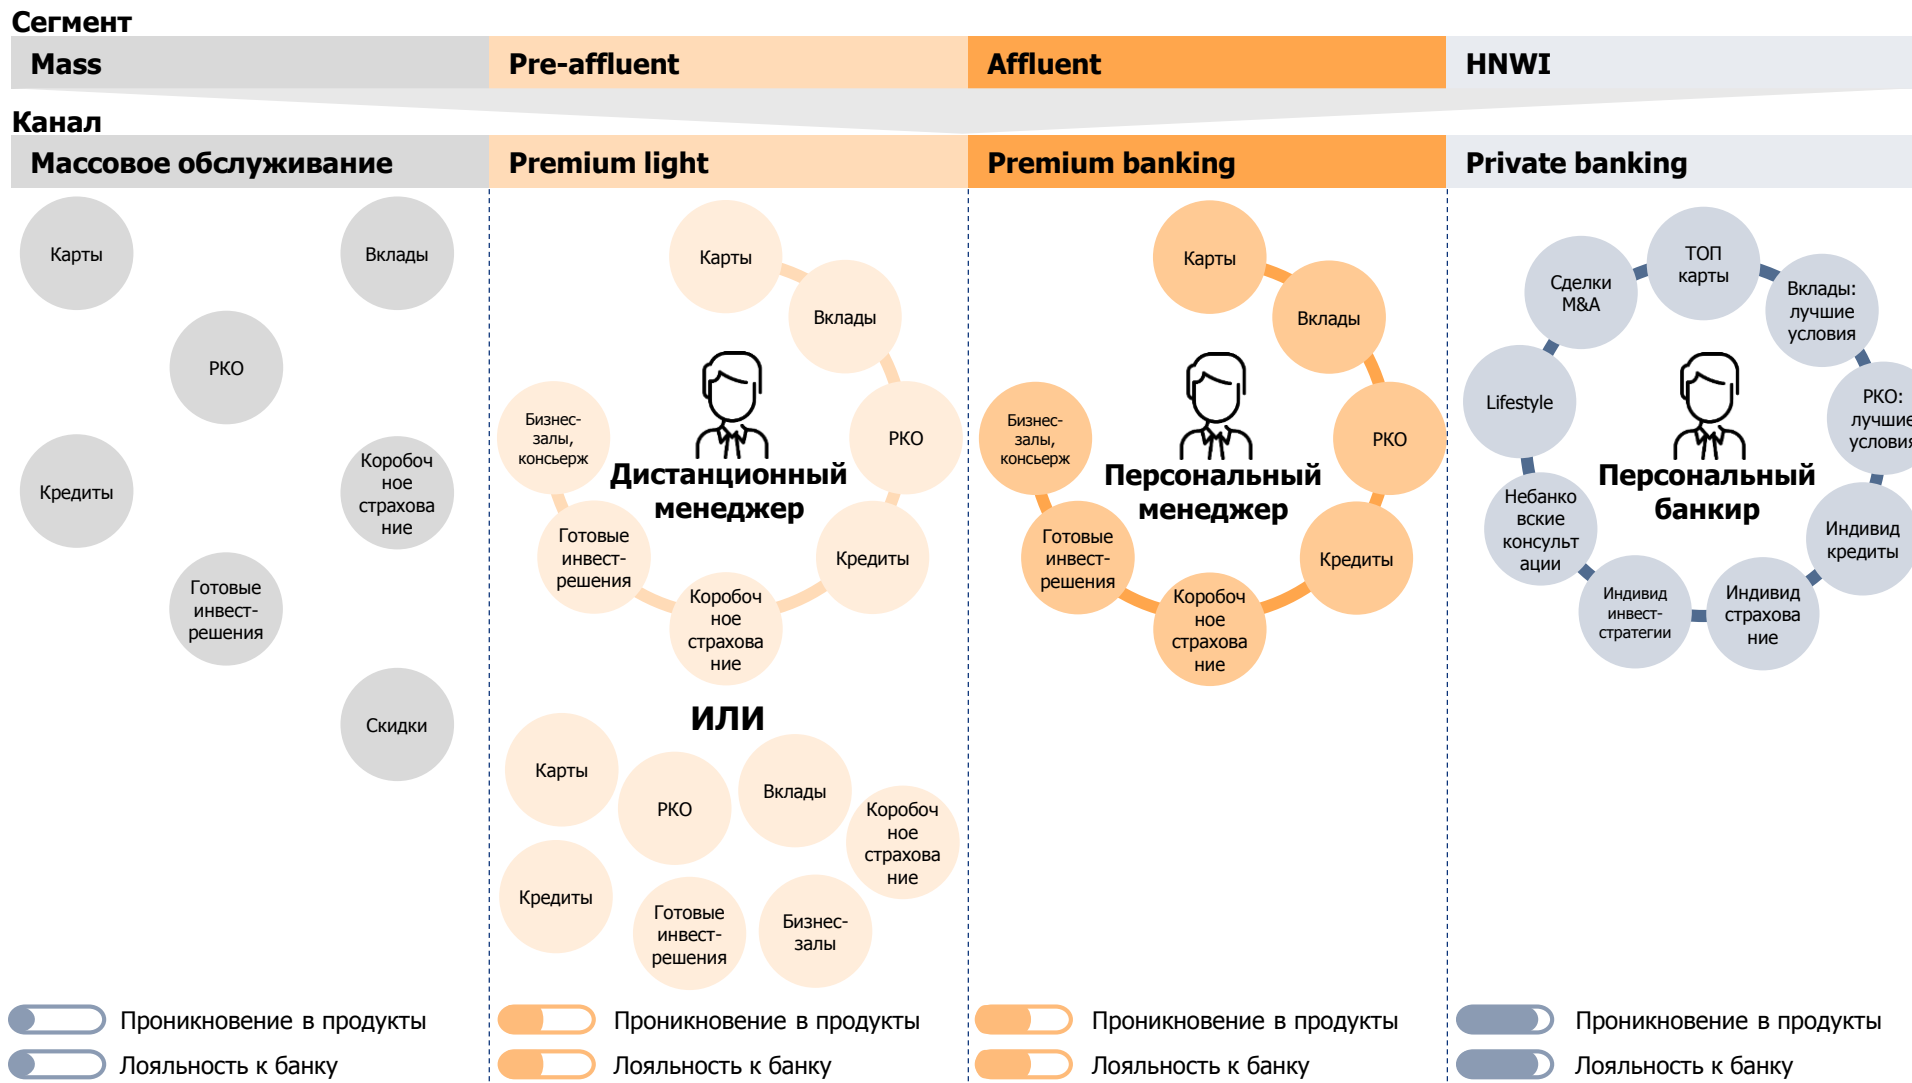 Сегмент
Mass
Pre-affluent
Affluent
HNWI
Канал
Массовое обслуживание
Premium light
Premium banking
Private banking
Карты
Вклады
РКО
Кредиты
Коробоч
ное
страхова
ние
Готовые
инвест-
решения
Скидки
Карты
Вклады
РКО
Кредиты
Коробоч
ное
страхова
ние
Готовые
инвест-
решения
Бизнес-
залы,
консьерж
Дистанционный
менеджер
ИЛИ
Карты
РКО
Вклады
Коробоч
ное
страхова
ние
Кредиты
Готовые
инвест-
решения
Бизнес-
залы
Карты
Вклады
РКО
Кредиты
Коробоч
ное
страхова
ние
Готовые
инвест-
решения
Бизнес-
залы,
консьерж
Персональный
менеджер
ТОП
карты
Вклады:
лучшие
условия
РКО:
лучшие
условия
Индивид
кредиты
Индивид
страхова
ние
Индивид
инвест-
стратегии
Небанко
вские
консульт
ации
Lifestyle
Сделки
M&A
Персональный
банкир
Проникновение в продукты
Лояльность к банку
Проникновение в продукты
Лояльность к банку
Проникновение в продукты
Лояльность к банку
Проникновение в продукты
Лояльность к банку